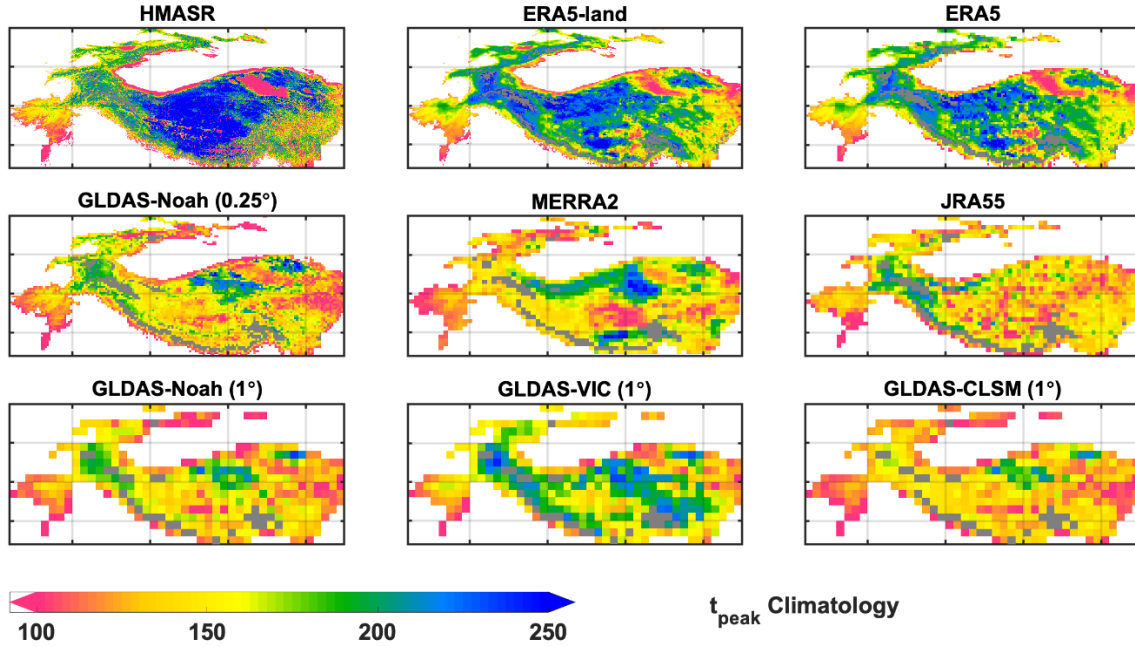 HMASR
ERA5-land
ERA5
GLDAS-Noah (0.25°)
MERRA2
JRA55
GLDAS-Noah (1°)
GLDAS-VIC (1°)
GLDAS-CLSM (1°)
100 150 200 250
t_peak Climatology